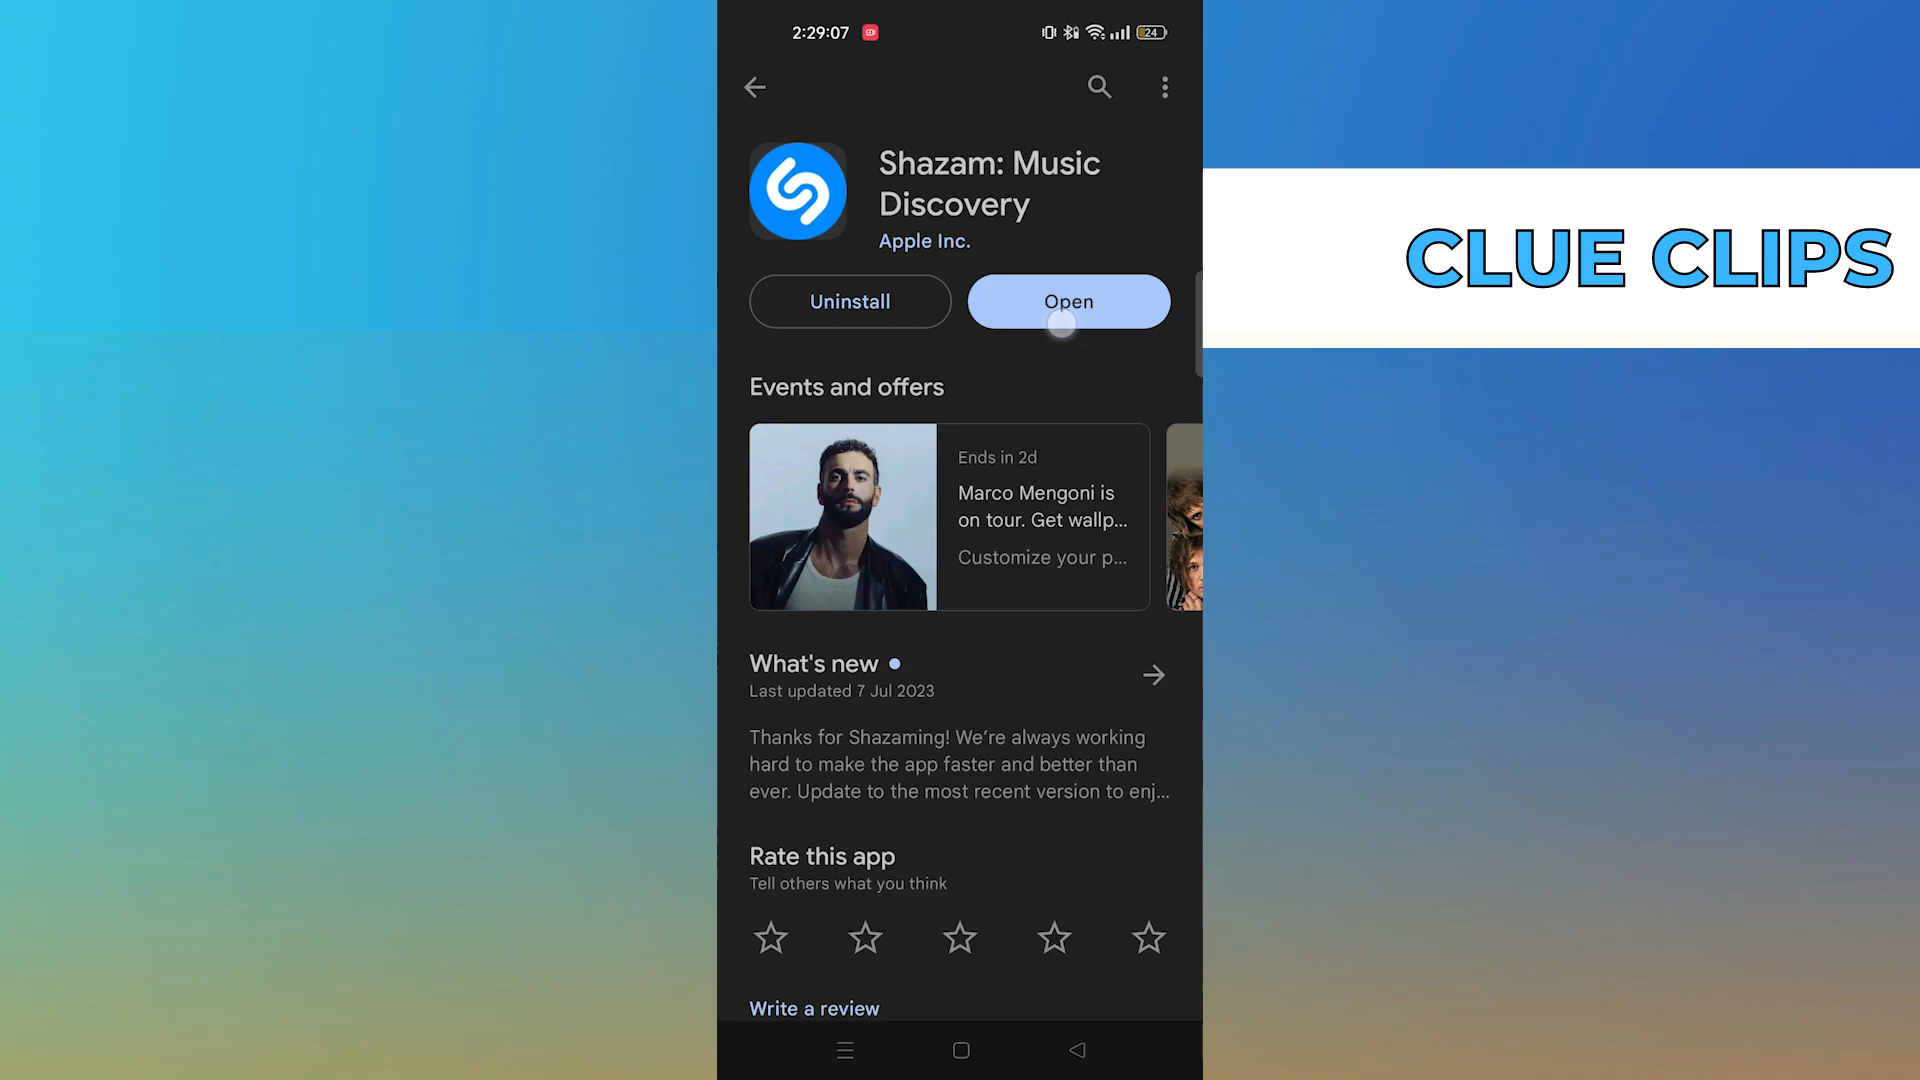 2:29:07
24
Shazam: Music
Discovery
Apple Inc.
Uninstall
Open
CLUE CLIPS
Events and offers
Ends in 2d
Marco Mengoni is
on tour. Get wallp...
Customize your p...
What's new
Last updated 7 Jul 2023
Thanks for Shazaming! We’re always working
hard to make the app faster and better than
ever. Update to the most recent version to enj...
Rate this app
Tell others what you think
Write a review